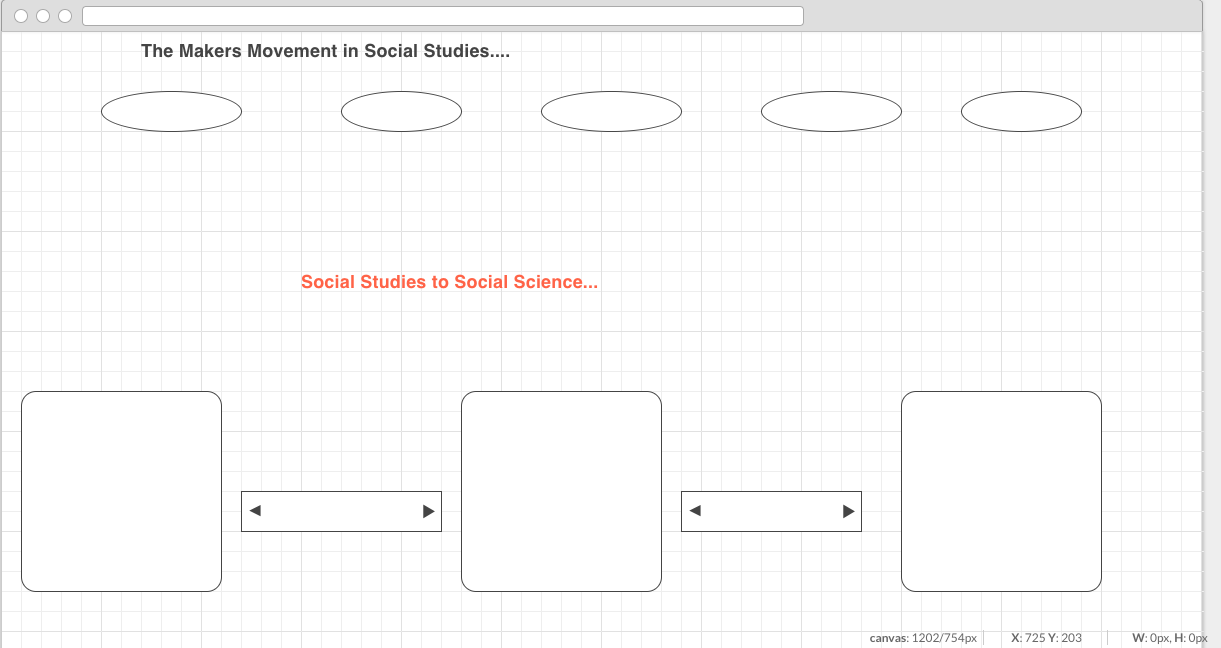 The Makers Movement in Social Studies....
Social Studies to Social Science...
canvas: 1202/754px X: 725 Y: 203 W: 0px, H: 0px